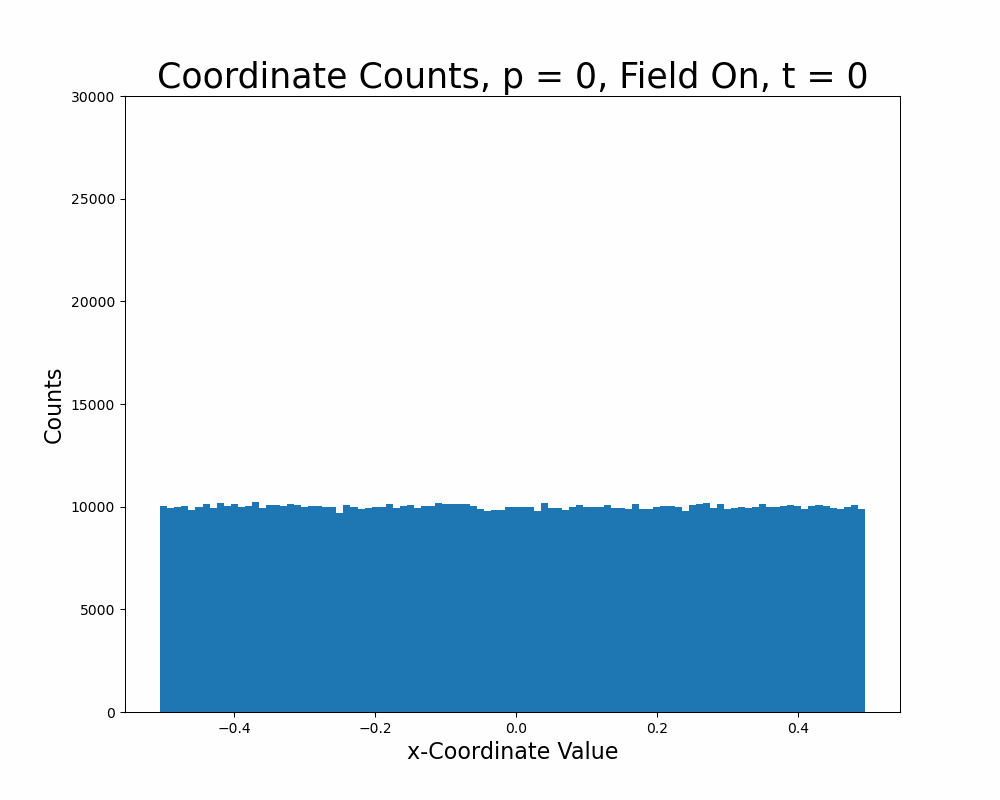 Coordinate Counts, p = 0, Field On, t = 0
30000
25000
20000
15000
10000
5000
0
Counts
−0.4 −0.2 0.0 0.2 0.4
x-Coordinate Value